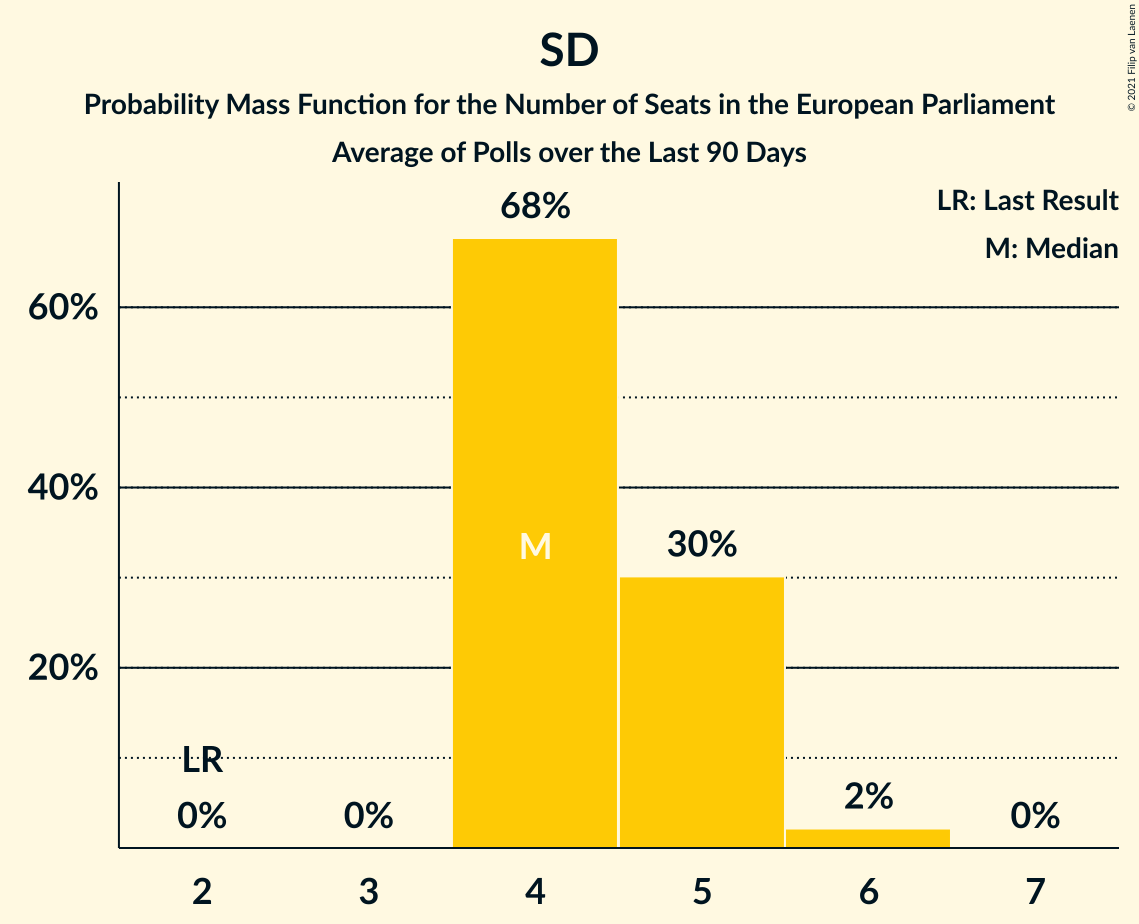 SD
Probability Mass Function for the Number of Seats in the European Parliament
Average of Polls over the Last 90 Days
© 2021 Filip van Laenen
LR: Last Result
M: Median
68%
60%
40%
M
30%
20%
LR
0%
0%
2%
0%
2
3
4
5
6
7